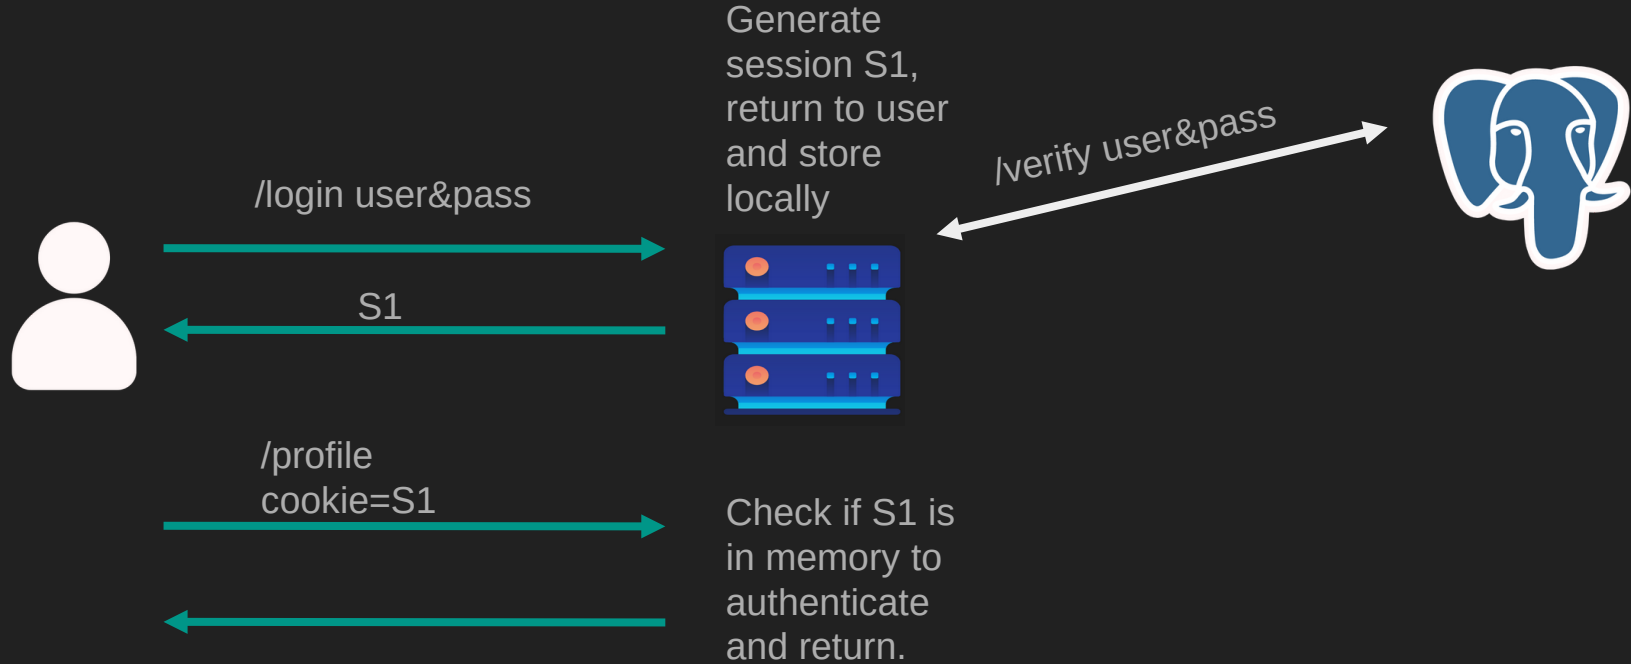 Generate
session S1,
return to user
and store
locally
/verify user&pass
/login user&pass
S1
/profile
cookie=S1
Check if S1 is
in memory to
authenticate
and return.